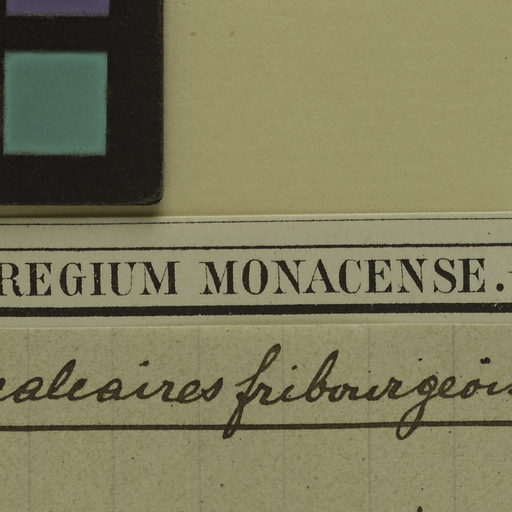 REGIUM MONACENSE.
calcaires fribourgeois